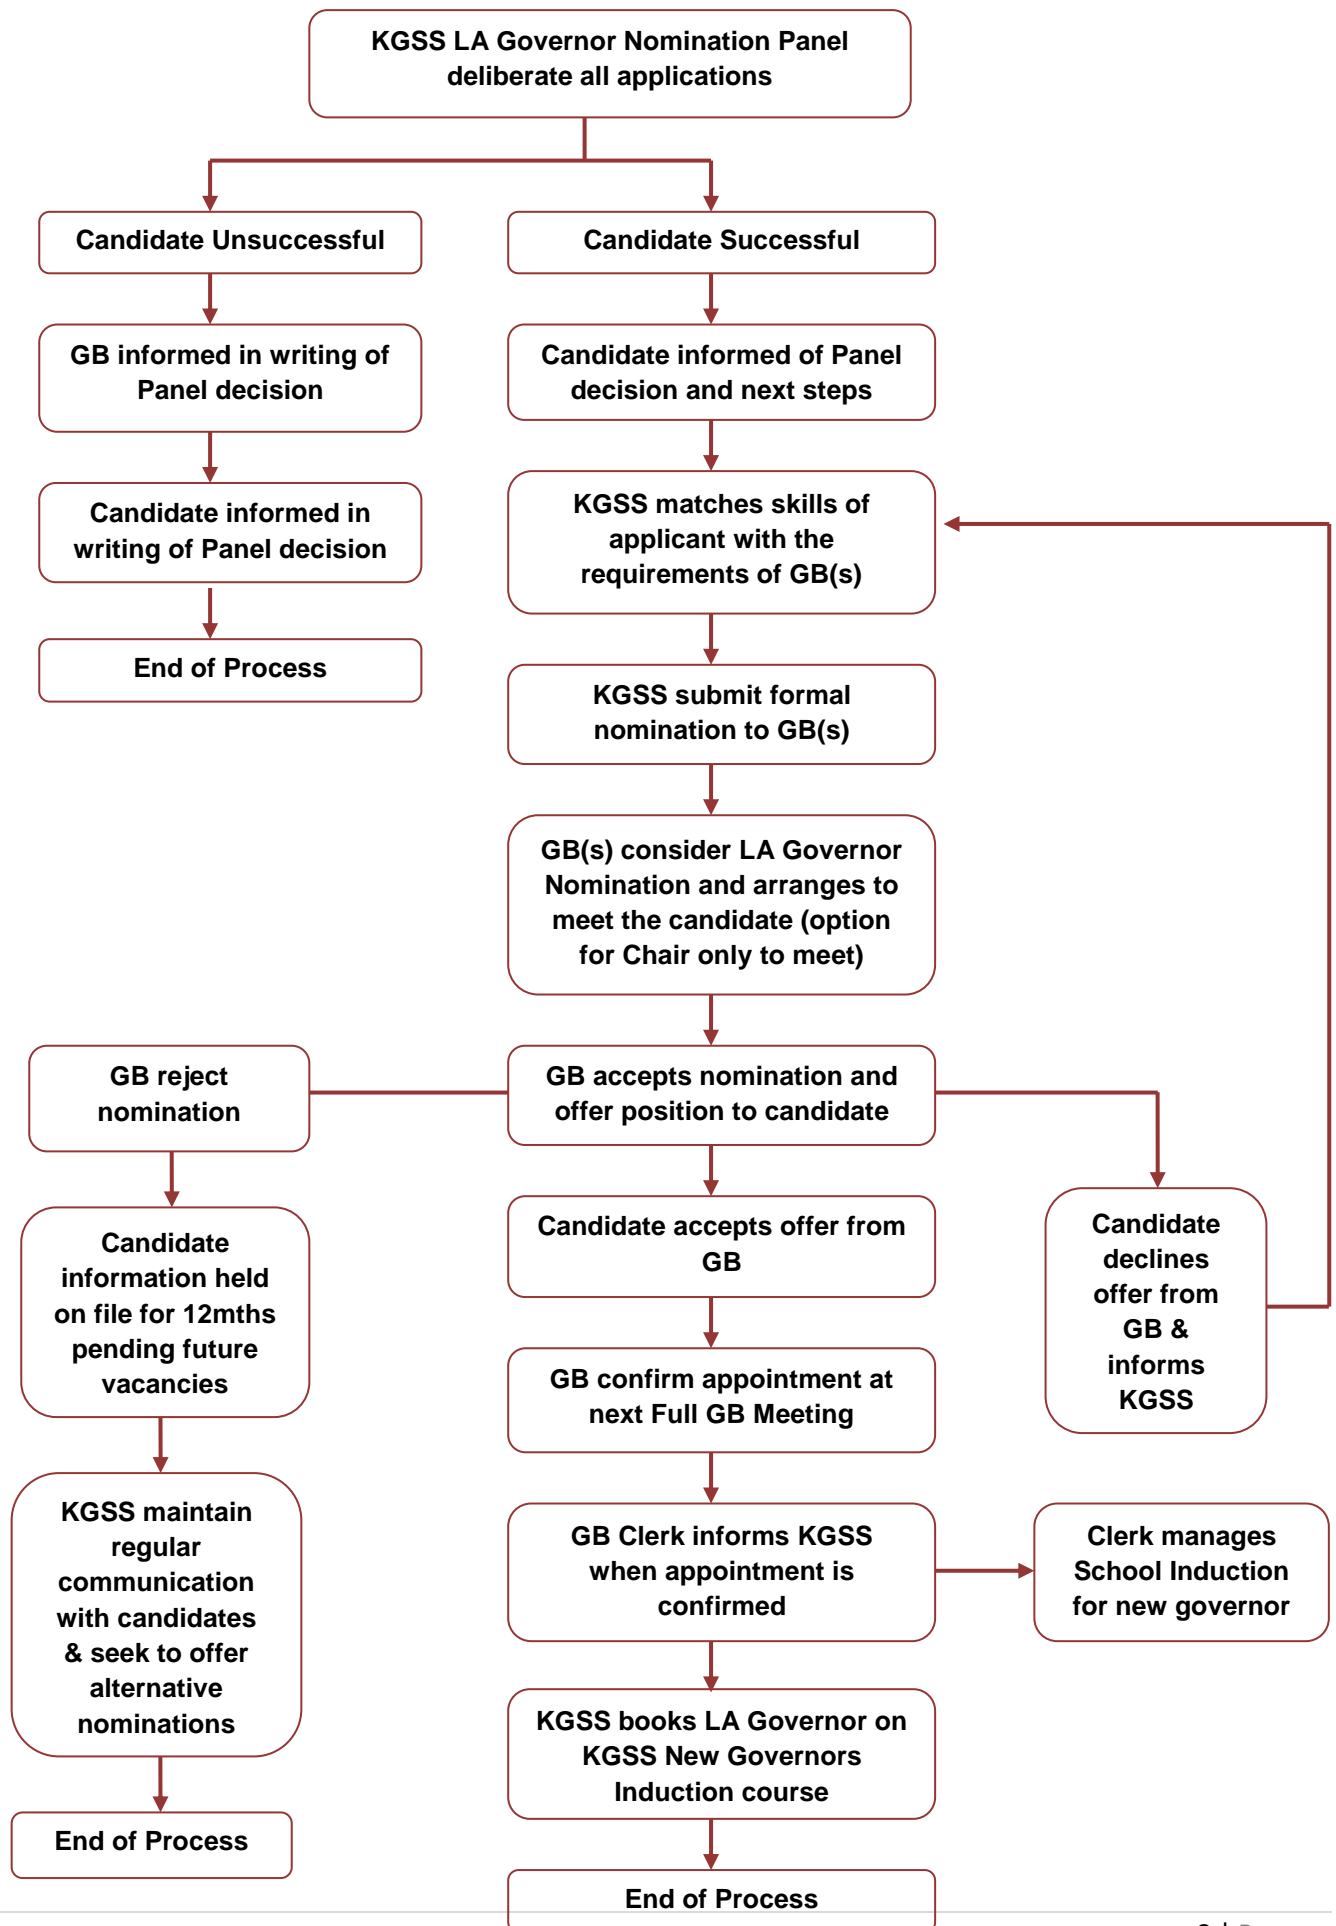 KGSS LA Governor Nomination Panel
deliberate all applications
Candidate Unsuccessful
Candidate Successful
GB informed in writing of
Panel decision
Candidate informed of Panel
decision and next steps
Candidate informed in
writing of Panel decision
KGSS matches skills of
applicant with the
requirements of GB(s)
End of Process
KGSS submit formal
nomination to GB(s)
GB(s) consider LA Governor
Nomination and arranges to
meet the candidate (option
for Chair only to meet)
GB reject
nomination
GB accepts nomination and
offer position to candidate
Candidate
information held
on file for 12mths
pending future
vacancies
Candidate accepts offer from
GB
Candidate
declines
offer from
GB &
informs
KGSS
GB confirm appointment at
next Full GB Meeting
KGSS maintain
regular
communication
with candidates
& seek to offer
alternative
nominations
GB Clerk informs KGSS
when appointment is
confirmed
Clerk manages
School Induction
for new governor
KGSS books LA Governor on
KGSS New Governors
Induction course
End of Process
End of Process